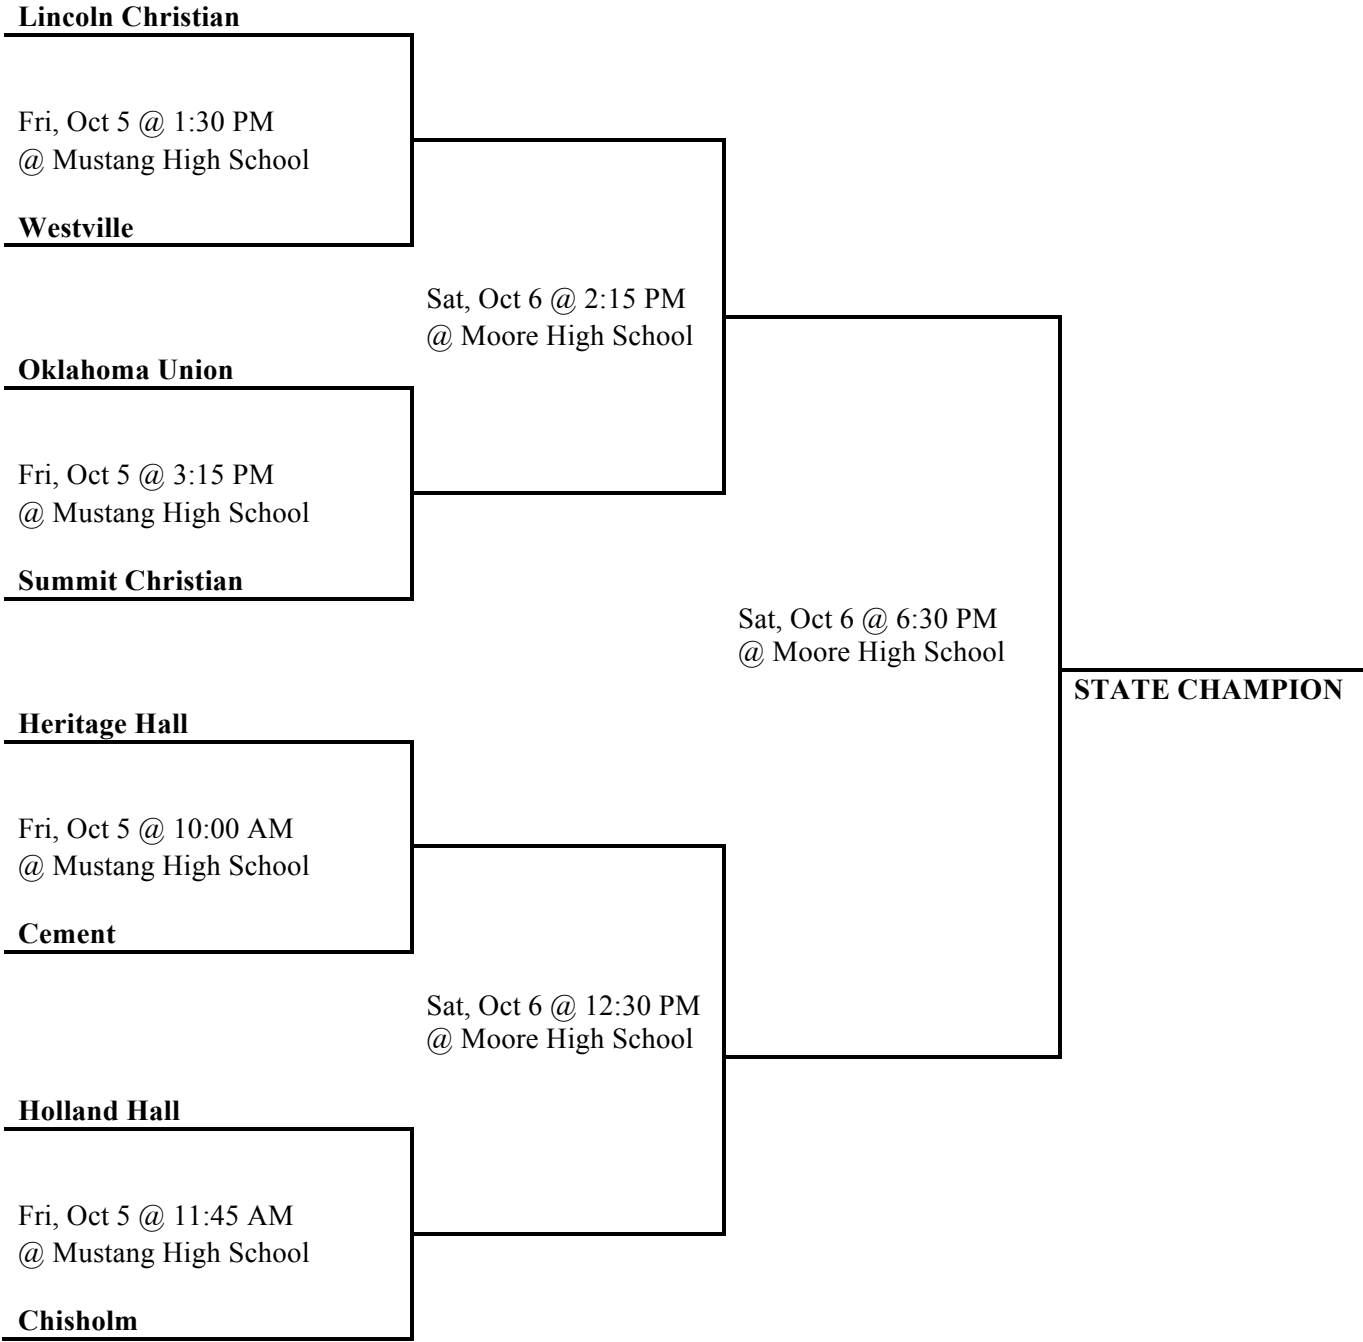 Lincoln Christian
Fri, Oct 5 @ 1:30 PM
@ Mustang High School
Westville
Sat, Oct 6 @ 2:15 PM
@ Moore High School
Oklahoma Union
Fri, Oct 5 @ 3:15 PM
@ Mustang High School
Summit Christian
Sat, Oct 6 @ 6:30 PM
@ Moore High School
STATE CHAMPION
Heritage Hall
Fri, Oct 5 @ 10:00 AM
@ Mustang High School
Cement
Sat, Oct 6 @ 12:30 PM
@ Moore High School
Holland Hall
Fri, Oct 5 @ 11:45 AM
@ Mustang High School
Chisholm